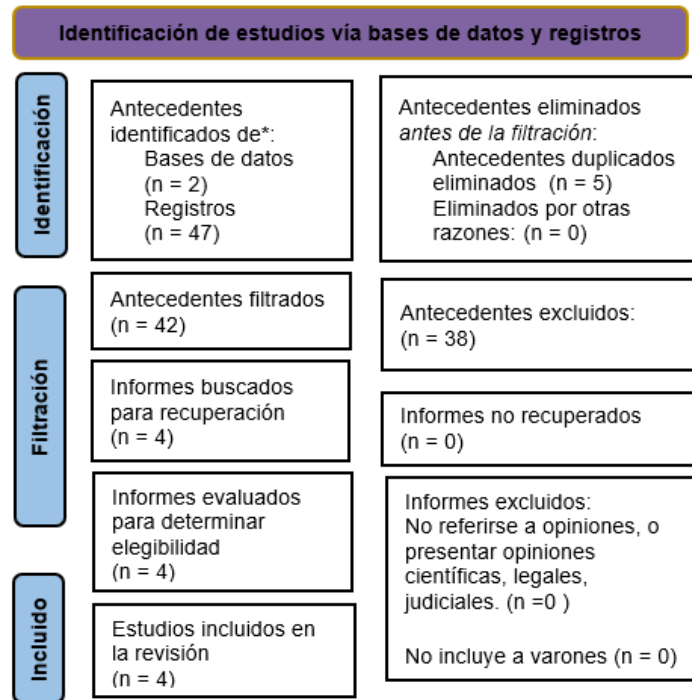 Identificación de estudios vía bases de datos y registros
Identificación
Antecedentes
identificados de*:
Bases de datos
(n = 2)
Registros
(n = 47)
Antecedentes eliminados
antes de la filtración:
Antecedentes duplicados
eliminados (n = 5)
Eliminados por otras
razones: (n = 0)
Filtración
Antecedentes filtrados
(n = 42)
Antecedentes excluidos:
(n = 38)
Informes buscados
para recuperación
(n = 4)
Informes no recuperados
(n = 0)
Informes evaluados
para determinar
elegibilidad
(n = 4)
Informes excluidos:
No referirse a opiniones, o
presentar opiniones
científicas, legales,
judiciales. (n =0 )
No incluye a varones (n = 0)
Incluido
Estudios incluidos en
la revisión
(n = 4)